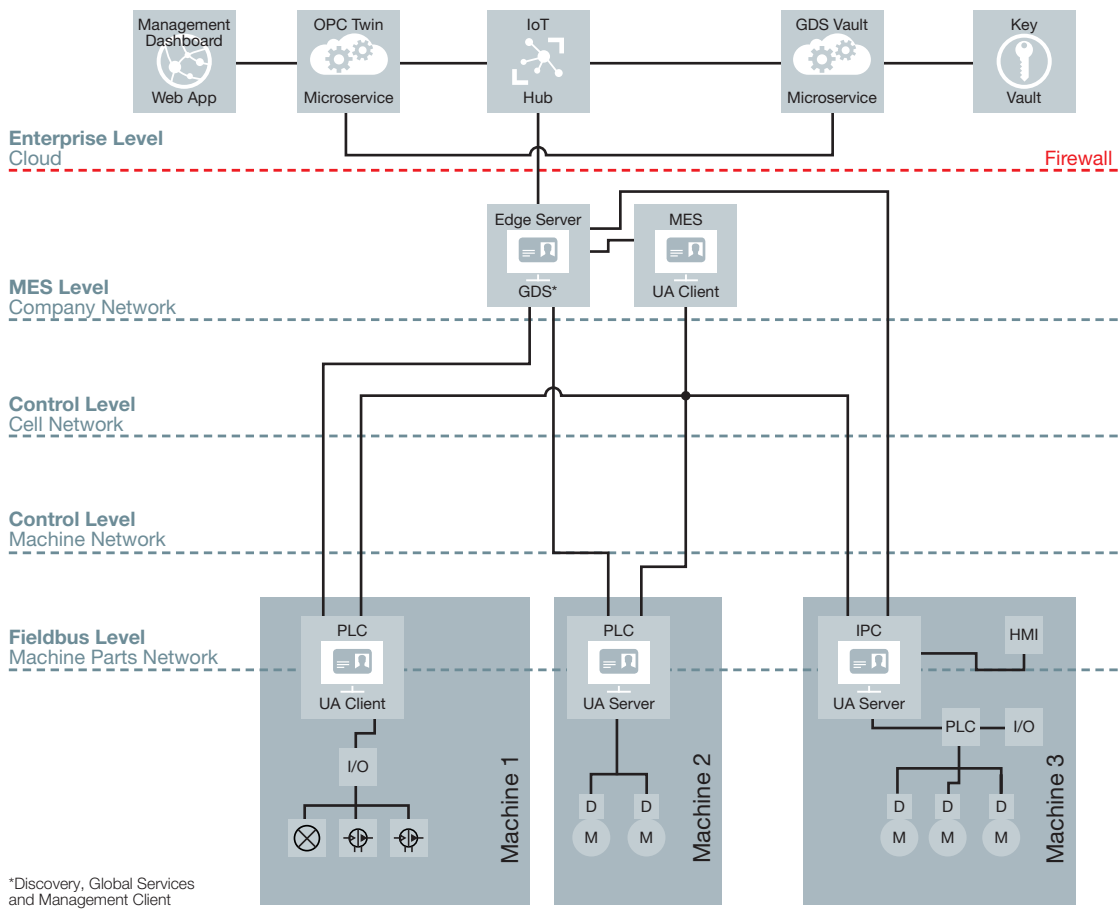 Management
Dashboard
Web App
OPC Twin
Microservice
IoT
Hub
GDS Vault
Microservice
Key
Vault
Enterprise Level
Cloud
Firewall
Edge Server
GDS*
MES
UA Client
MES Level
Company Network
Control Level
Cell Network
Control Level
Machine Network
Fieldbus Level
Machine Parts Network
PLC
UA Client
I/O
Machine 1
PLC
UA Server
D
D
M
M
Machine 2
IPC
UA Server
HMI
PLC
I/O
D
D
D
M
M
M
Machine 3
*Discovery, Global Services
and Management Client